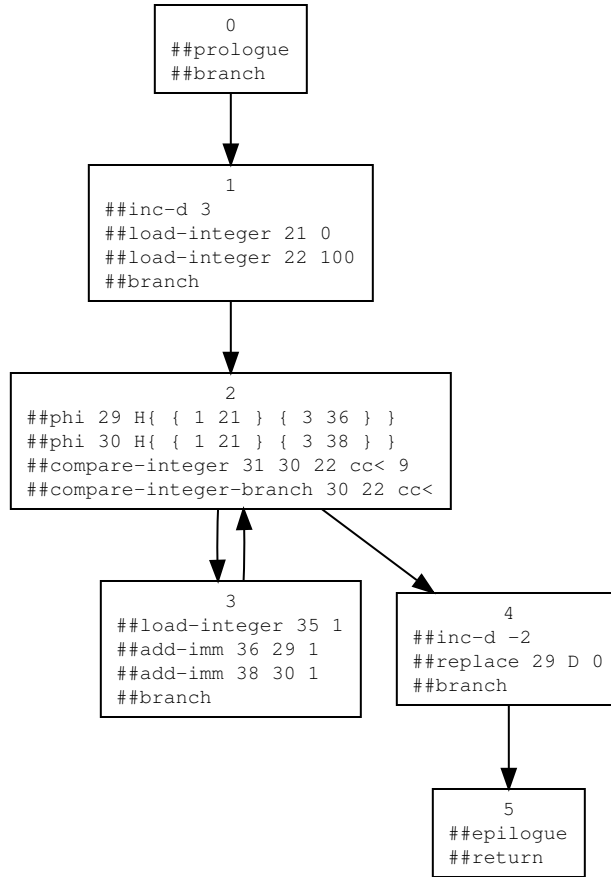 0
##prologue
##branch
1
##inc-d 3
##load-integer 21 0
##load-integer 22 100
##branch
2
##phi 29 H{ { 1 21 } { 3 36 } }
##phi 30 H{ { 1 21 } { 3 38 } }
##compare-integer 31 30 22 cc< 9
##compare-integer-branch 30 22 cc<
3
##load-integer 35 1
##add-imm 36 29 1
##add-imm 38 30 1
##branch
4
##inc-d -2
##replace 29 D 0
##branch
5
##epilogue
##return